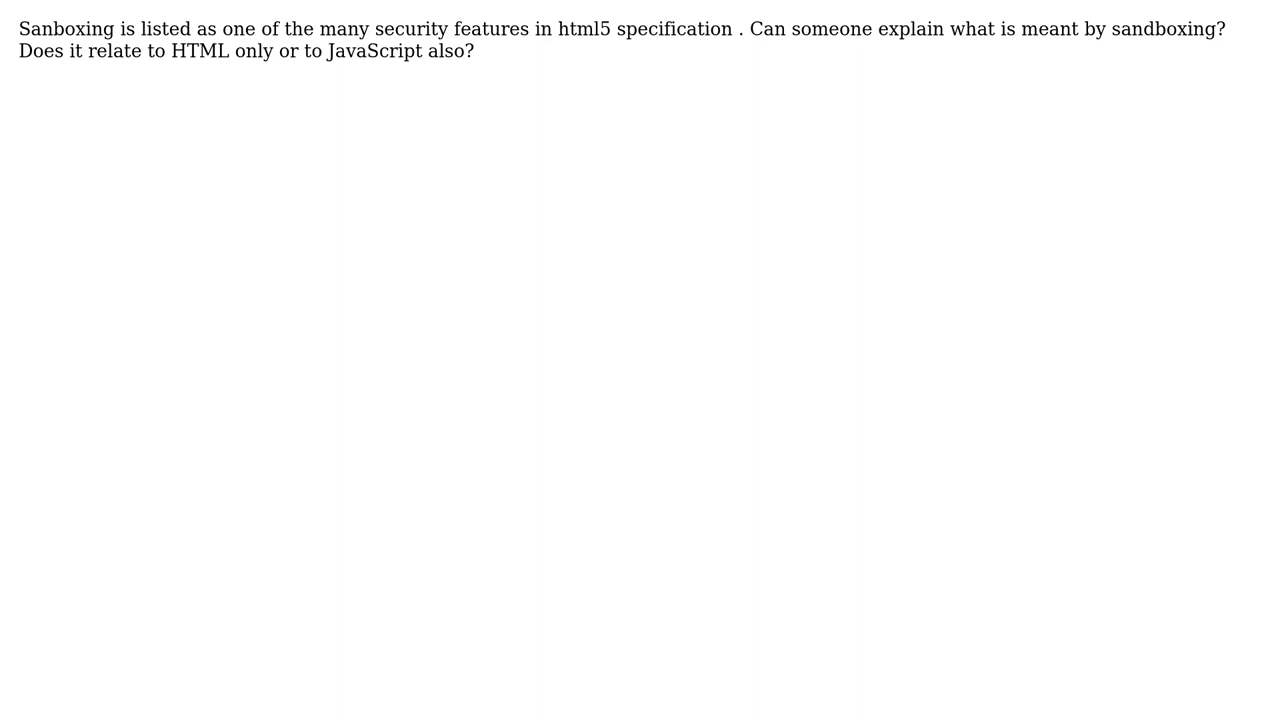 Sanboxing is listed as one of the many security features in html5 specification . Can someone explain what is meant by sandboxing?
Does it relate to HTML only or to JavaScript also?